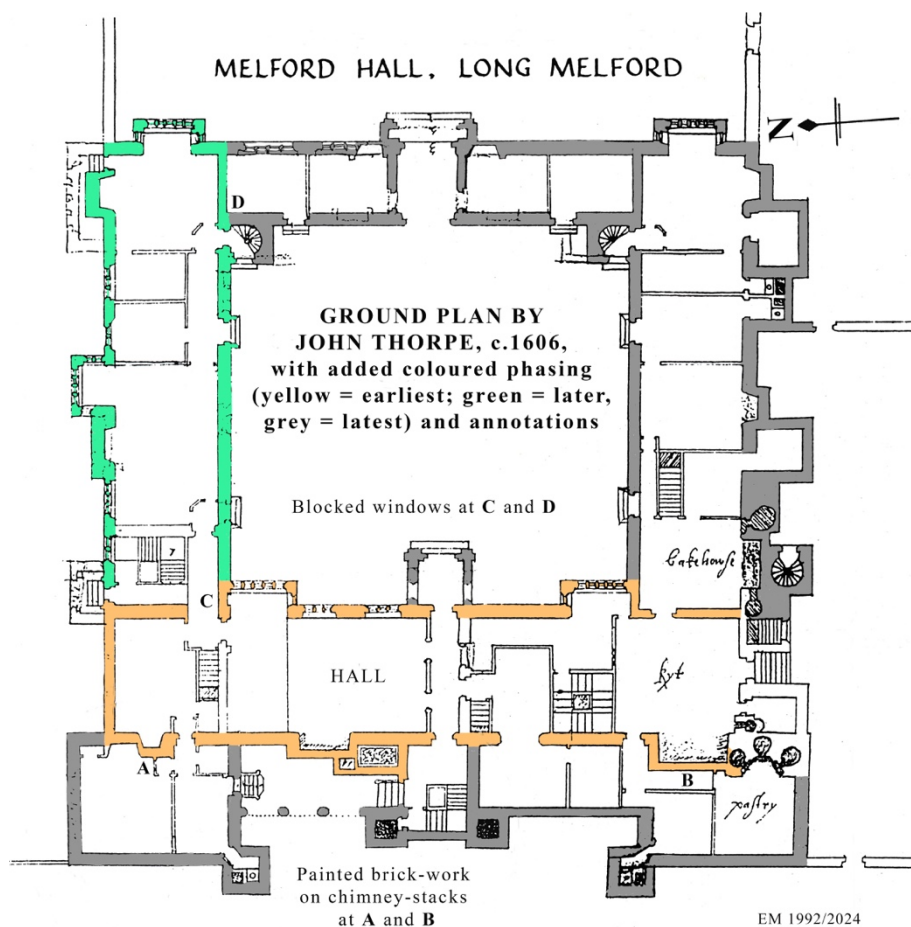 MELFORD HALL, LONG MELFORD
N
D
GROUND PLAN BY
JOHN THORPE, c.1606,
with added coloured phasing
(yellow = earliest; green = later,
grey = latest) and annotations
Blocked windows at C and D
bakehowse
C
HALL
kyt
A
B
pastry
Painted brick-work
on chimney-stacks
at A and B
EM 1992/2024